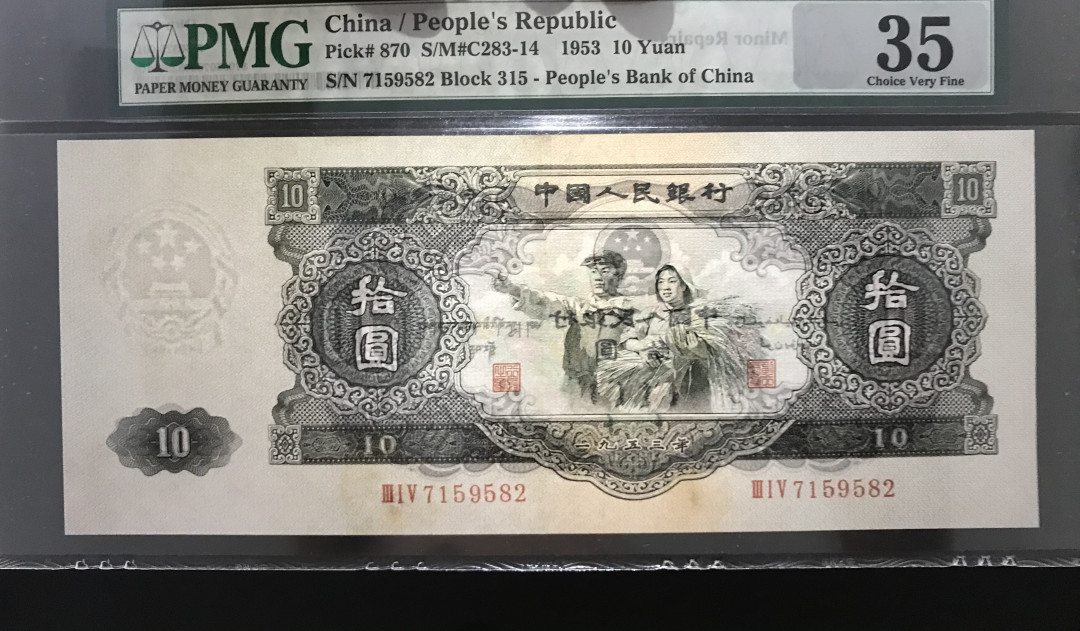 PMG
PAPER MONEY GUARANTY
China / People's Republic
Pick# 870 S/M#C283-14 1953 10 Yuan
S/N 7159582 Block 315 - People's Bank of China
Minor Repairs
35
Choice Very Fine
10 中國人民銀行 10
拾圓
拾圓
10
10 一九五三年 10
ⅢⅠⅤ7159582
ⅢⅠⅤ7159582